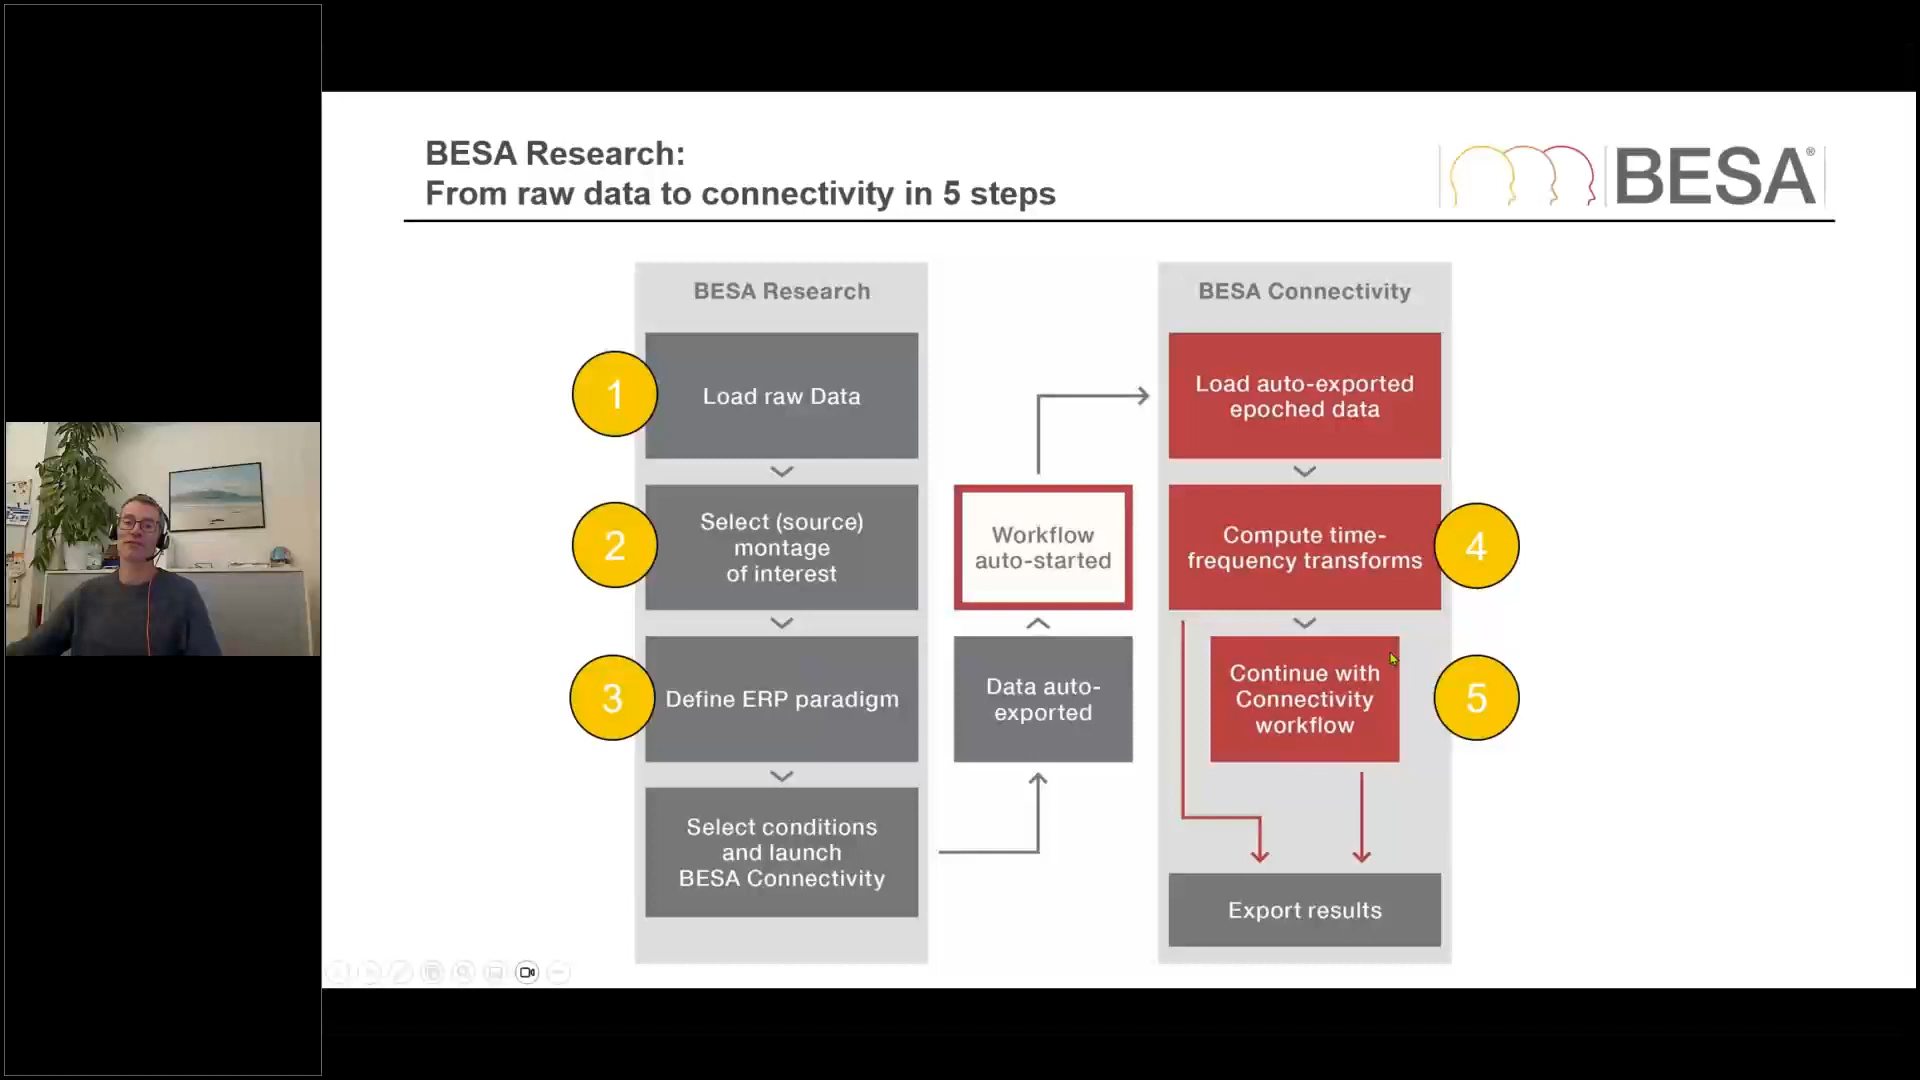 BESA Research:
From raw data to connectivity in 5 steps
BESA®
BESA Research
1
Load raw Data
2
Select (source)
montage
of interest
3
Define ERP paradigm
Select conditions
and launch
BESA Connectivity
Workflow
auto-started
Data auto-
exported
BESA Connectivity
Load auto-exported
epoched data
Compute time-
frequency transforms
4
Continue with
Connectivity
workflow
5
Export results